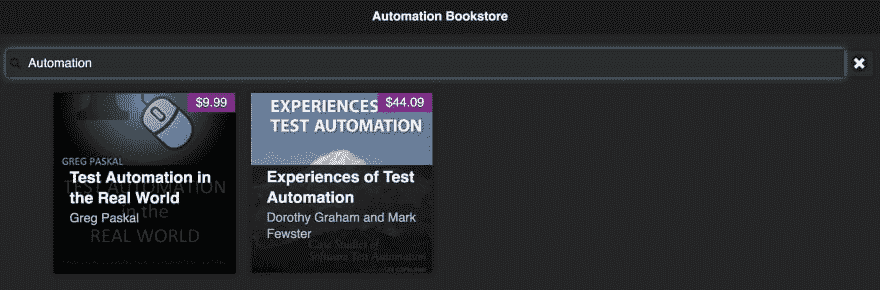 Automation Bookstore
Automation
$9.99
GREG PASKAL
Test Automation in
the Real World
Greg Paskal
TEST AUTOMATION
in the
REAL WORLD
$44.09
EXPERIENCES
TEST AUTOMATION
Experiences of Test
Automation
Dorothy Graham and Mark
Fewster
Case Studies of
Software Test Automation